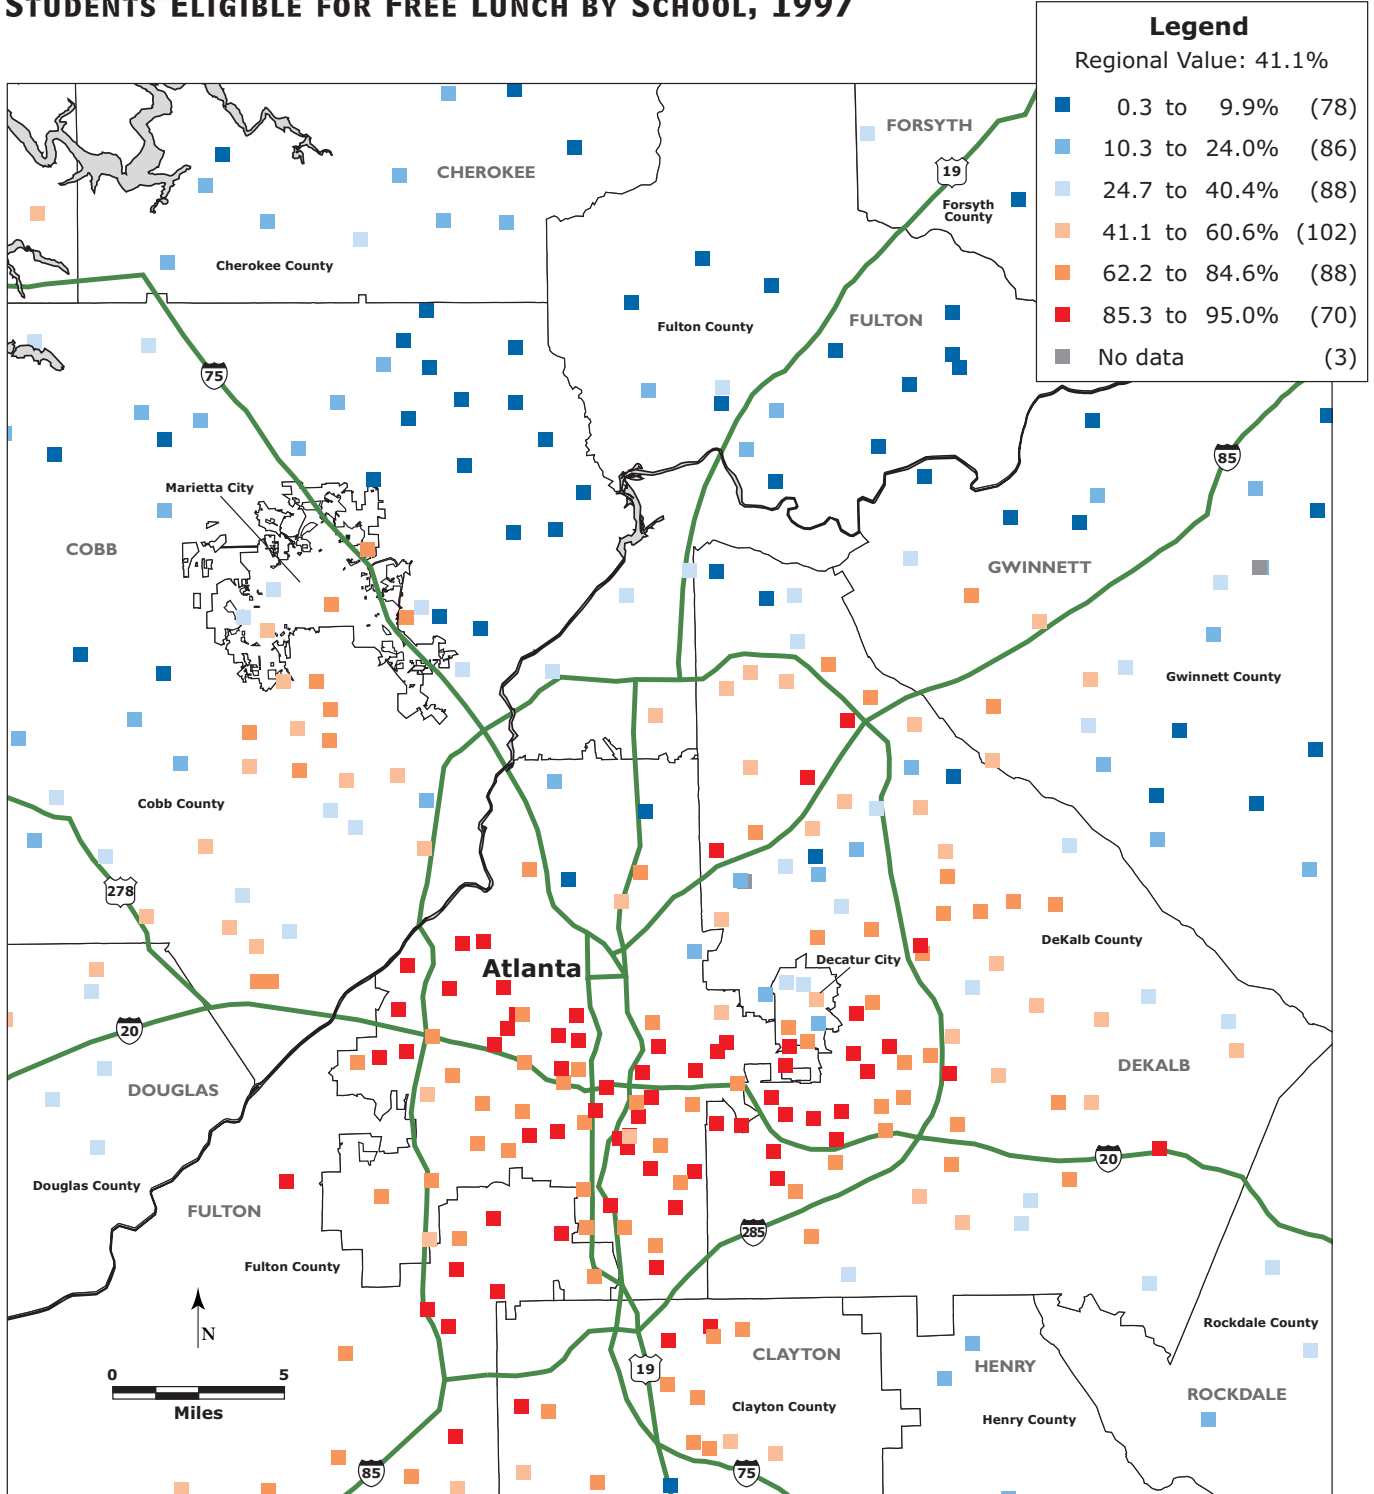 STUDENTS ELIGIBLE FOR FREE LUNCH BY SCHOOL, 1997
Legend
Regional Value: 41.1%
0.3 to 9.9% (78)
10.3 to 24.0% (86)
24.7 to 40.4% (88)
41.1 to 60.6% (102)
62.2 to 84.6% (88)
85.3 to 95.0% (70)
No data (3)
FORSYTH
CHEROKEE
19
Forsyth
County
Cherokee County
Fulton County
FULTON
75
85
Marietta City
COBB
GWINNETT
Gwinnett County
Cobb County
278
DeKalb County
Decatur City
Atlanta
20
DEKALB
DOUGLAS
20
Douglas County
FULTON
285
Fulton County
Rockdale County
N
CLAYTON
HENRY
19
0 5
Miles
ROCKDALE
Clayton County
Henry County
85
75